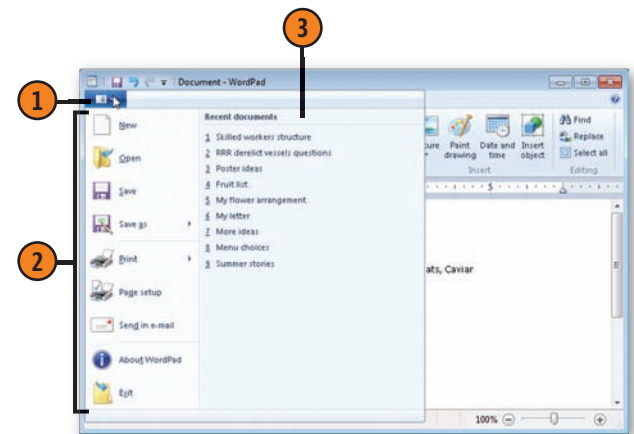 3
Document - WordPad
1
Recent documents
New
1 Skilled workers structure
2 RRR derelict vessels questions
3 Poster ideas
4 Fruit list
5 My flower arrangement
6 My letter
7 More ideas
8 Menu choices
9 Summer stories
Open
Save
Save as
2
Print
Page setup
Send in e-mail
About WordPad
Exit
ure Paint drawing Date and time Insert object
Insert
Find
Replace
Select all
Editing
5
ats, Caviar
100%